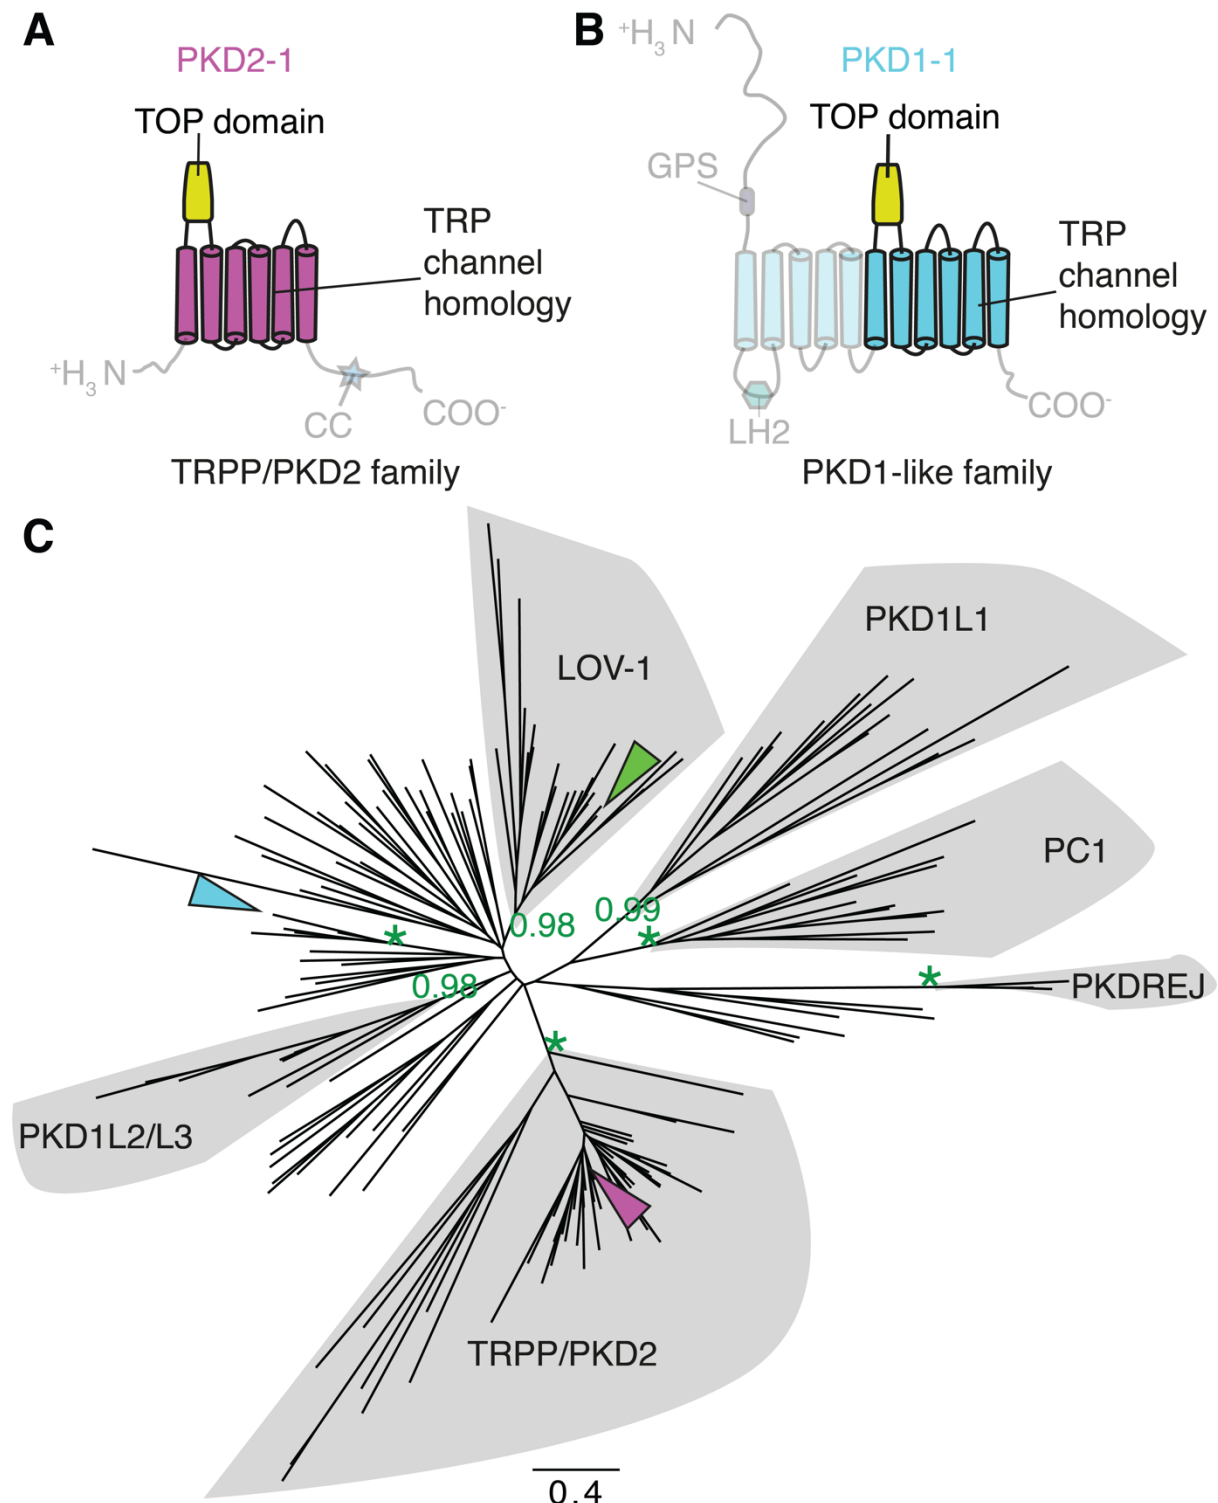 A
PKD2-1
TOP domain
TRP
channel
homology
+H3 N
CC
COO-
TRPP/PKD2 family
B
+H3 N
PKD1-1
TOP domain
GPS
TRP
channel
homology
LH2
COO-
PKD1-like family
C
LOV-1
PKD1L1
PC1
0.98
0.99
*
*
*
PKDREJ
0.98
*
PKD1L2/L3
TRPP/PKD2
0.4